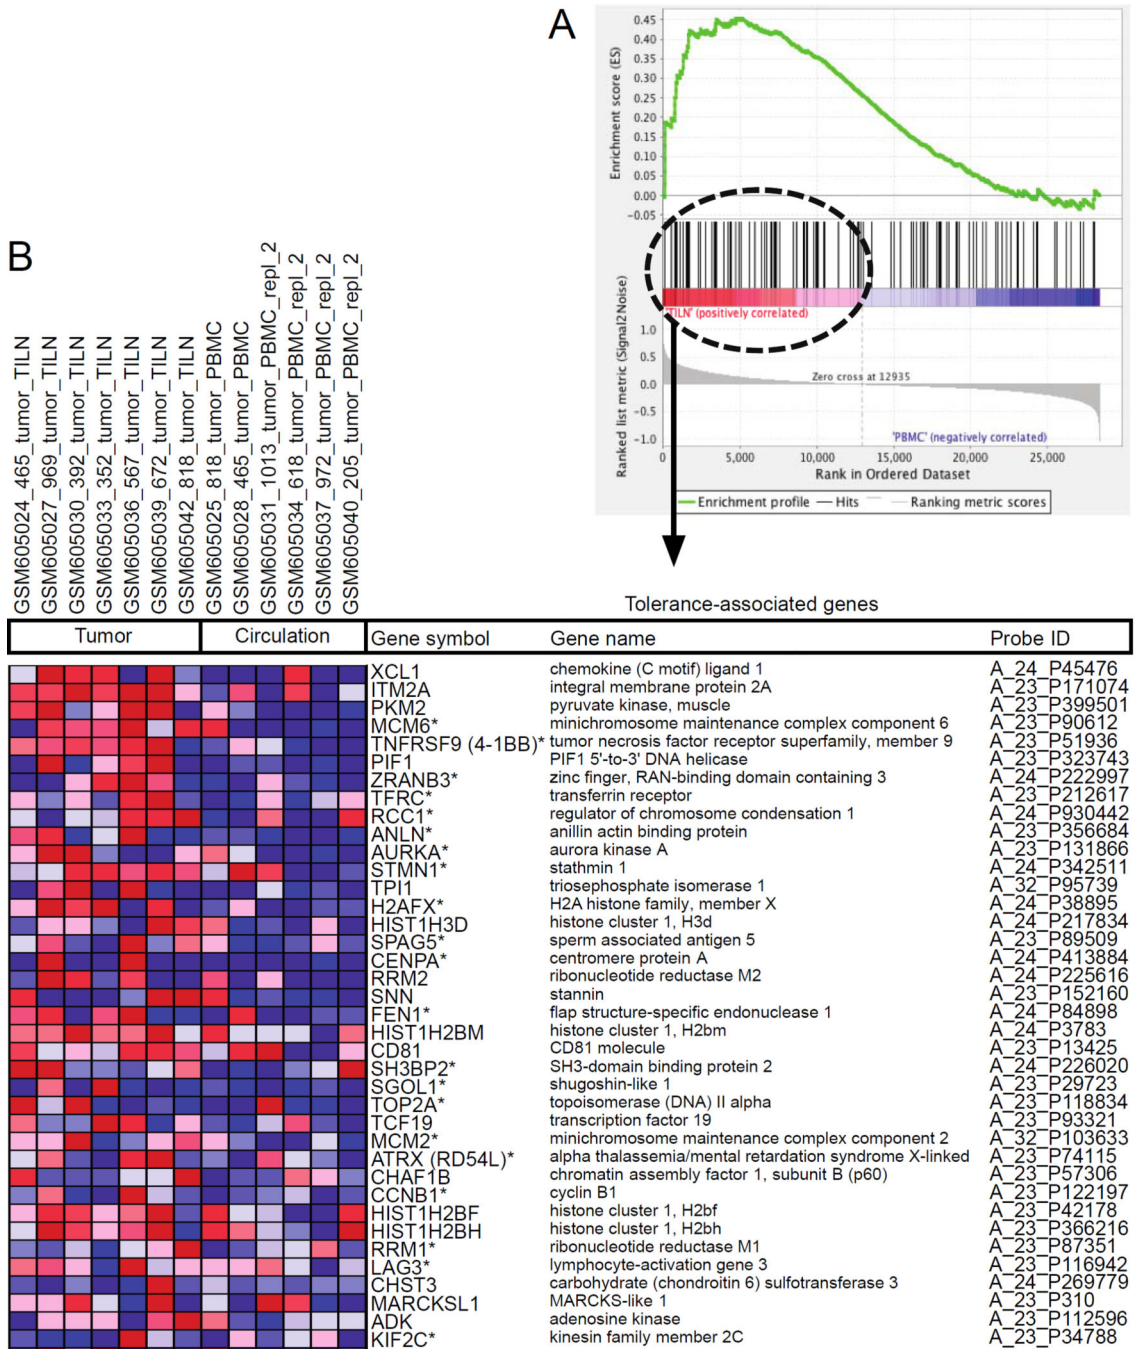 A
Enrichment score (ES)
0.45
0.40
0.35
0.30
0.25
0.20
0.15
0.10
0.05
0.00
-0.05
'TILN' (positively correlated)
Ranked list metric (Signal2Noise)
1.0
0.5
0.0
-0.5
-1.0
Zero cross at 12935
'PBMC' (negatively correlated)
0 5,000 10,000 15,000 20,000 25,000
Rank in Ordered Dataset
Enrichment profile Hits Ranking metric scores
B
GSM605024_465_tumor_TILN
GSM605027_969_tumor_TILN
GSM605030_392_tumor_TILN
GSM605033_352_tumor_TILN
GSM605036_567_tumor_TILN
GSM605039_672_tumor_TILN
GSM605042_818_tumor_TILN
GSM605025_818_tumor_PBMC
GSM605028_465_tumor_PBMC
GSM605031_1013_tumor_PBMC_repl_2
GSM605034_618_tumor_PBMC_repl_2
GSM605037_972_tumor_PBMC_repl_2
GSM605040_205_tumor_PBMC_repl_2
Tolerance-associated genes
Tumor Circulation Gene symbol Gene name Probe ID
XCL1 chemokine (C motif) ligand 1 A_24_P45476
ITM2A integral membrane protein 2A A_23_P171074
PKM2 pyruvate kinase, muscle A_23_P399501
MCM6* minichromosome maintenance complex component 6 A_23_P90612
TNFRSF9 (4-1BB)* tumor necrosis factor receptor superfamily, member 9 A_23_P51936
PIF1 PIF1 5'-to-3' DNA helicase A_23_P323743
ZRANB3* zinc finger, RAN-binding domain containing 3 A_24_P222997
TFRC* transferrin receptor A_23_P212617
RCC1* regulator of chromosome condensation 1 A_24_P930442
ANLN* anillin actin binding protein A_23_P356684
AURKA* aurora kinase A A_23_P131866
STMN1* stathmin 1 A_24_P342511
TPI1 triosephosphate isomerase 1 A_32_P95739
H2AFX* H2A histone family, member X A_24_P38895
HIST1H3D histone cluster 1, H3d A_24_P217834
SPAG5* sperm associated antigen 5 A_23_P89509
CENPA* centromere protein A A_24_P413884
RRM2 ribonucleotide reductase M2 A_24_P225616
SNN stannin A_23_P152160
FEN1* flap structure-specific endonuclease 1 A_24_P84898
HIST1H2BM histone cluster 1, H2bm A_24_P3783
CD81 CD81 molecule A_23_P13425
SH3BP2* SH3-domain binding protein 2 A_24_P226020
SGOL1* shugoshin-like 1 A_23_P29723
TOP2A* topoisomerase (DNA) II alpha A_23_P118834
TCF19 transcription factor 19 A_23_P93321
MCM2* minichromosome maintenance complex component 2 A_32_P103633
ATRX (RD54L)* alpha thalassemia/mental retardation syndrome X-linked A_23_P74115
CHAF1B chromatin assembly factor 1, subunit B (p60) A_23_P57306
CCNB1* cyclin B1 A_23_P122197
HIST1H2BF histone cluster 1, H2bf A_23_P42178
HIST1H2BH histone cluster 1, H2bh A_23_P366216
RRM1* ribonucleotide reductase M1 A_23_P87351
LAG3* lymphocyte-activation gene 3 A_23_P116942
CHST3 carbohydrate (chondroitin 6) sulfotransferase 3 A_24_P269779
MARCKSL1 MARCKS-like 1 A_23_P310
ADK adenosine kinase A_23_P112596
KIF2C* kinesin family member 2C A_23_P34788